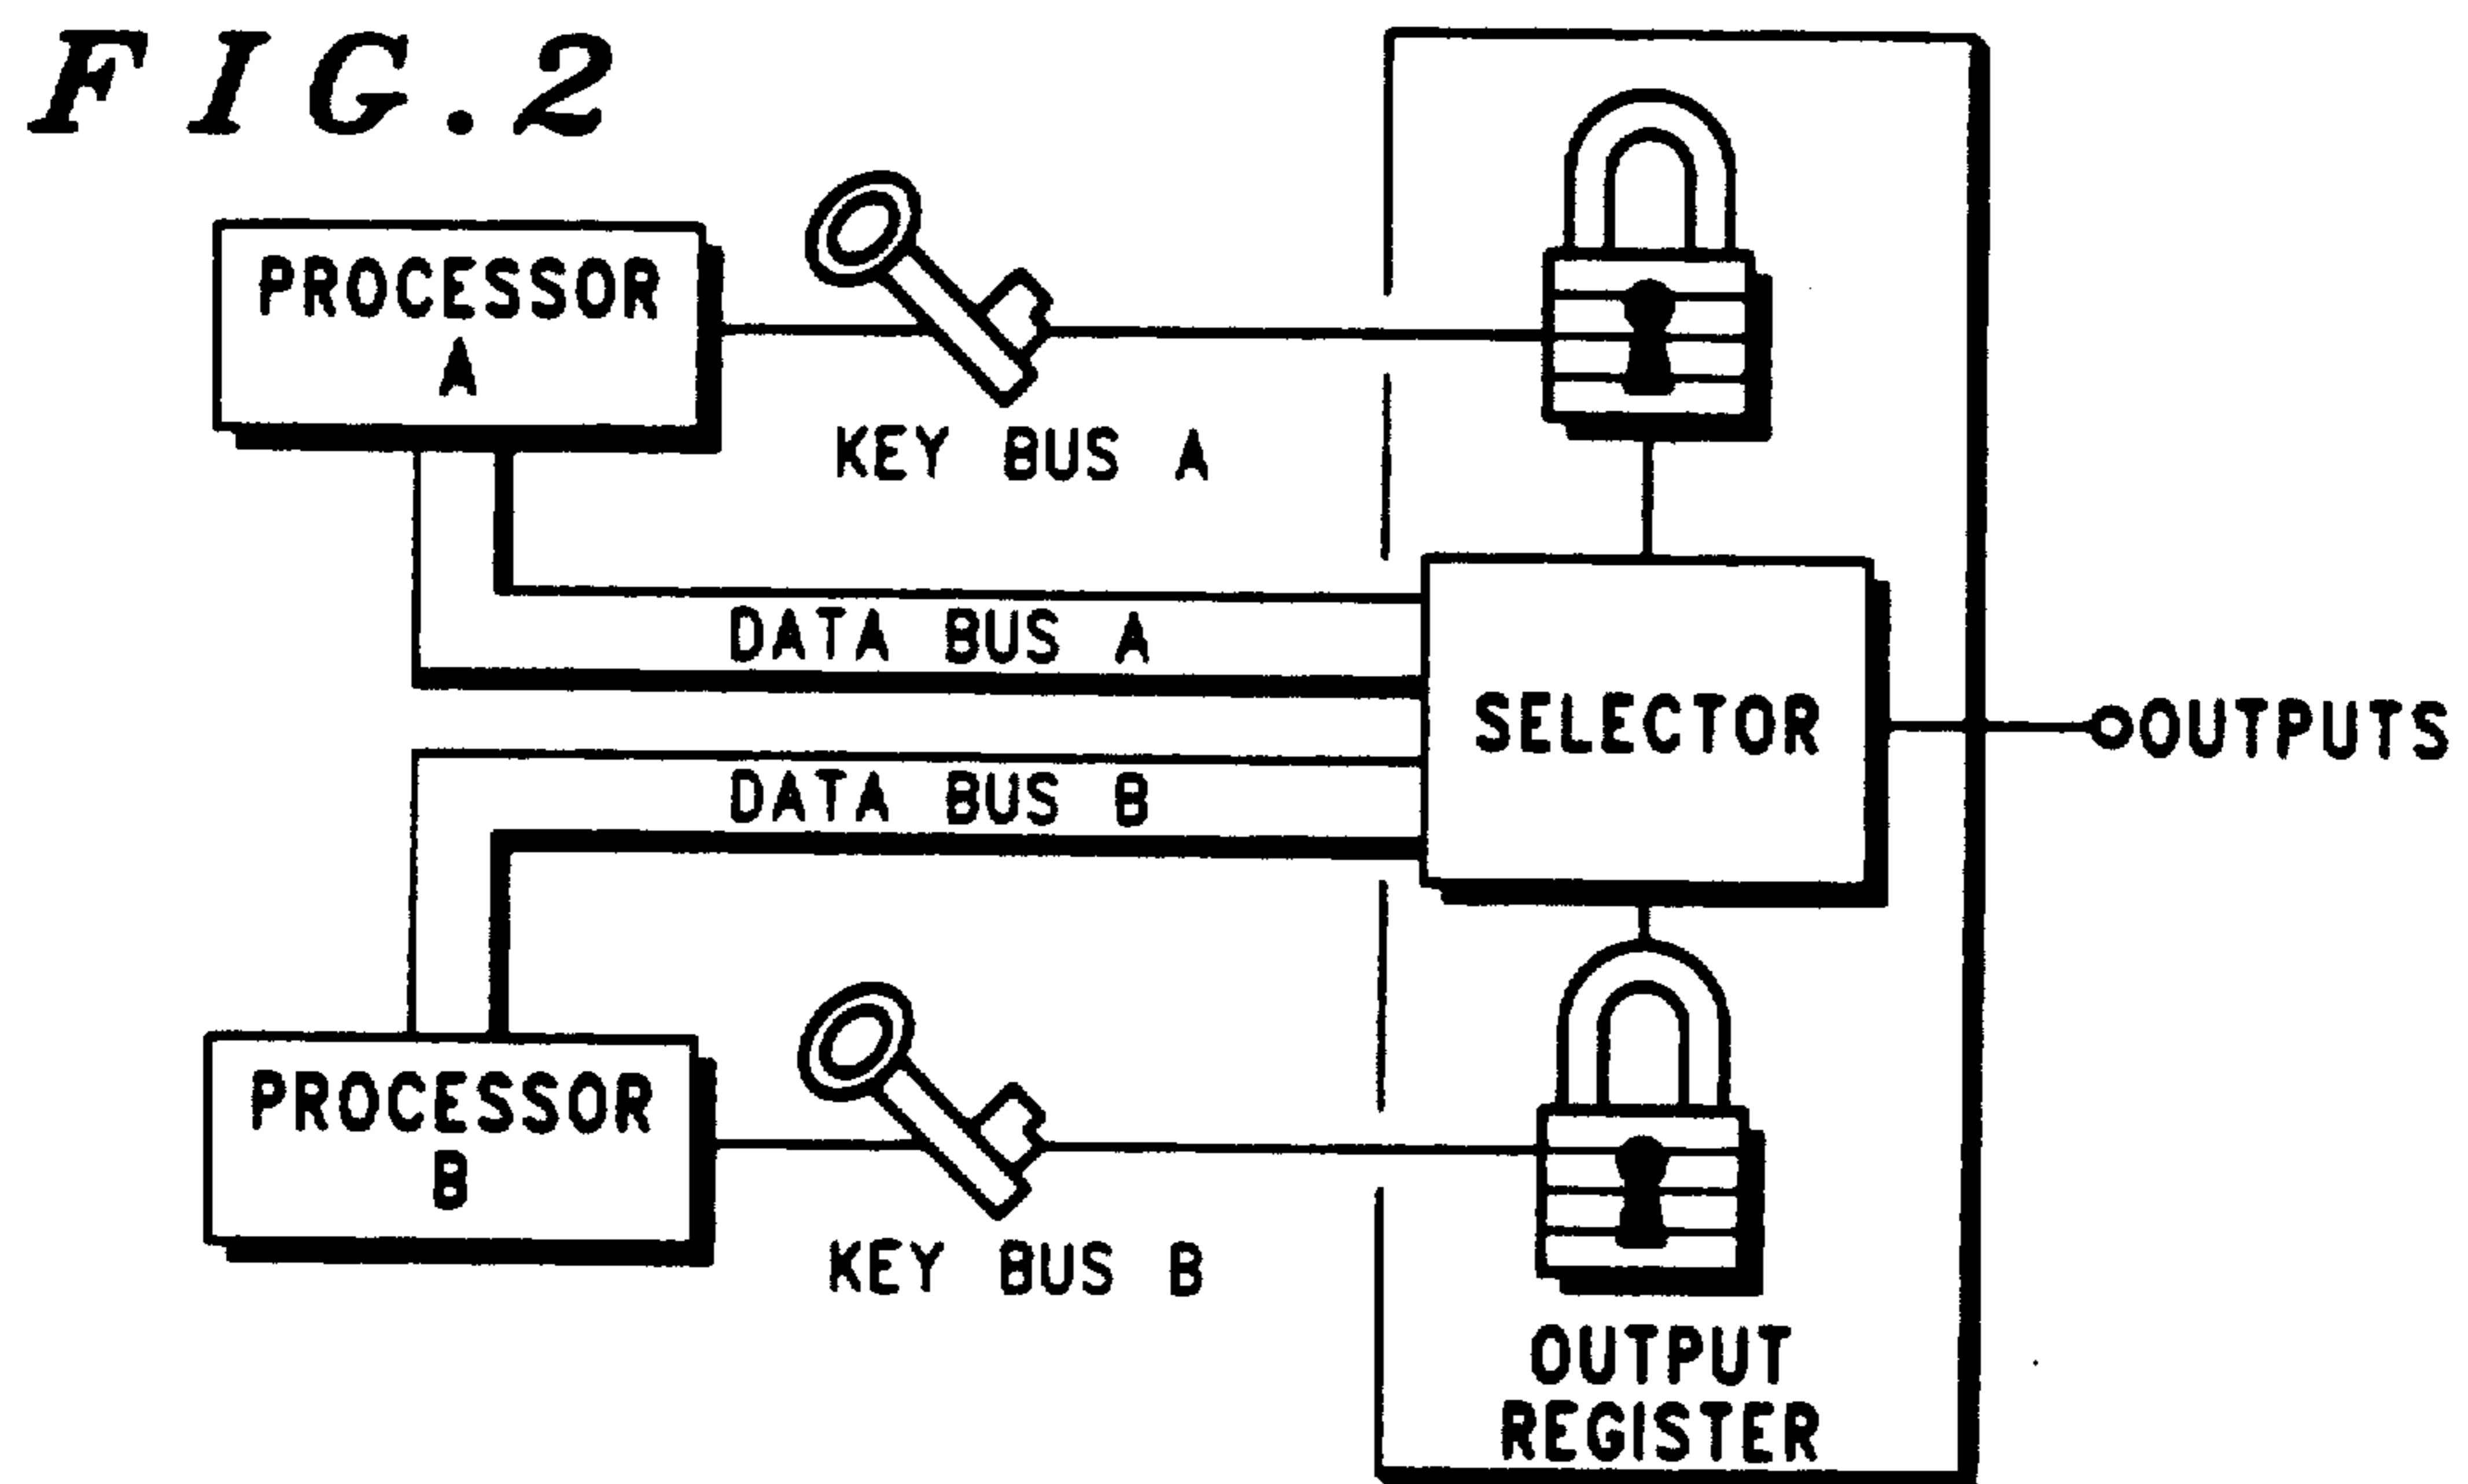 FIG.2
PROCESSOR
A
KEY BUS A
DATA BUS A
SELECTOR
OUTPUTS
DATA BUS B
PROCESSOR
B
KEY BUS B
OUTPUT
REGISTER